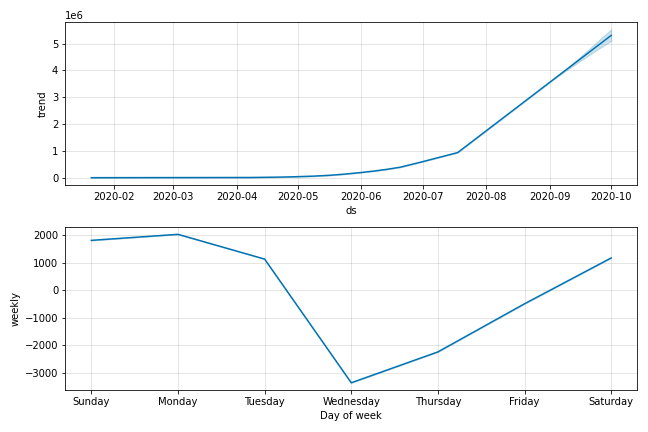 1e6
5
4
3
2
1
0
trend
2020-02 2020-03 2020-04 2020-05 2020-06 2020-07 2020-08 2020-09 2020-10
ds
2000
1000
0
−1000
−2000
−3000
weekly
Sunday Monday Tuesday Wednesday Thursday Friday Saturday
Day of week